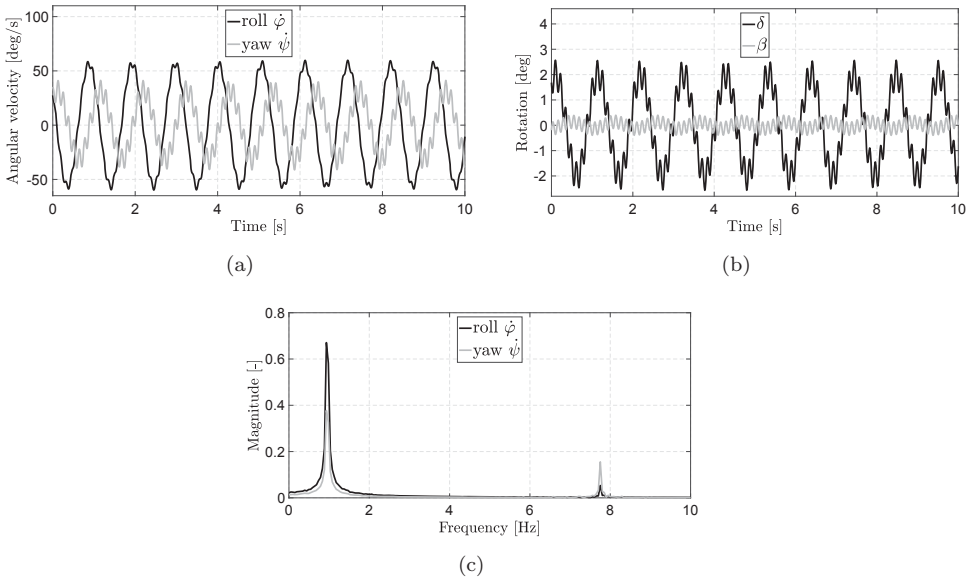 100
50
0
-50
Angular velocity [deg/s]
roll φ̇
yaw ψ̇
0 2 4 6 8 10
Time [s]
(a)
4
3
2
1
0
-1
-2
Rotation [deg]
δ
β
0 2 4 6 8 10
Time [s]
(b)
0.8
0.6
0.4
0.2
0
Magnitude [-]
roll φ̇
yaw ψ̇
0 2 4 6 8 10
Frequency [Hz]
(c)